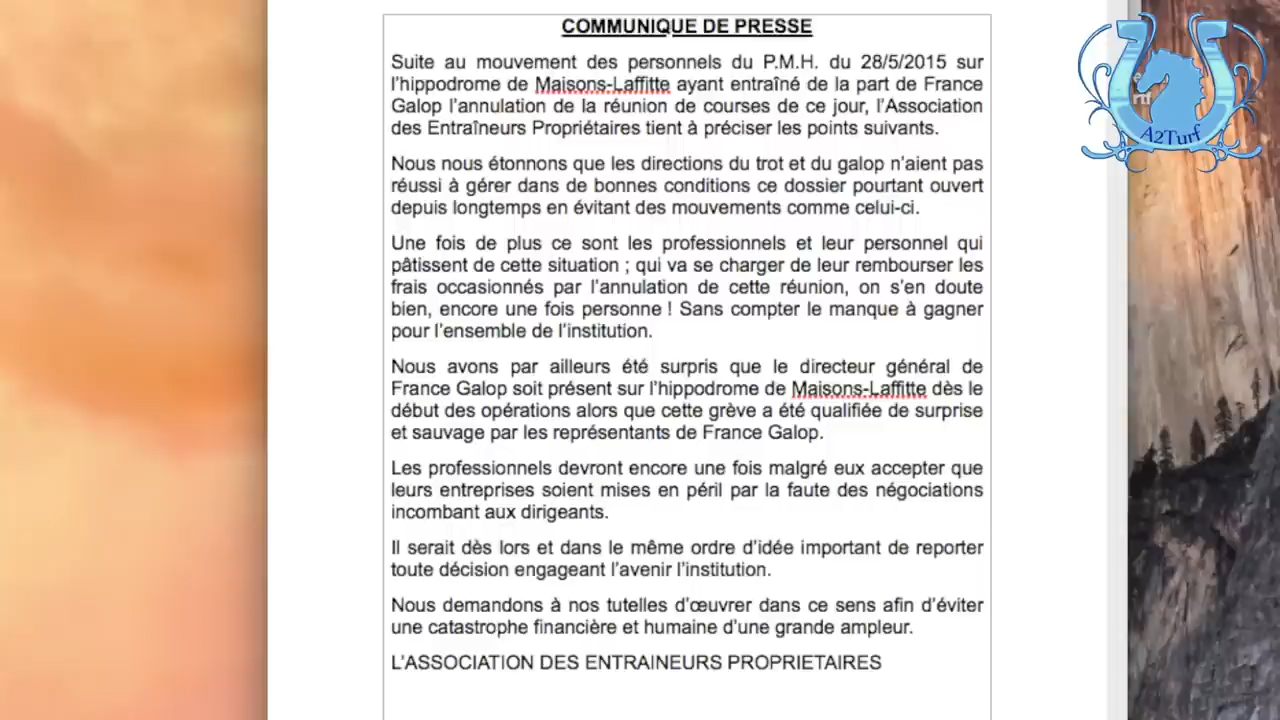 COMMUNIQUE DE PRESSE
Suite au mouvement des personnels du P.M.H. du 28/5/2015 sur
l'hippodrome de Maisons-Laffitte ayant entraîné de la part de France
Galop l'annulation de la réunion de courses de ce jour, l'Association
des Entraîneurs Propriétaires tient à préciser les points suivants.
Nous nous étonnons que les directions du trot et du galop n'aient pas
réussi à gérer dans de bonnes conditions ce dossier pourtant ouvert
depuis longtemps en évitant des mouvements comme celui-ci.
Une fois de plus ce sont les professionnels et leur personnel qui
pâtissent de cette situation ; qui va se charger de leur rembourser les
frais occasionnés par l'annulation de cette réunion, on s'en doute
bien, encore une fois personne ! Sans compter le manque à gagner
pour l'ensemble de l'institution.
Nous avons par ailleurs été surpris que le directeur général de
France Galop soit présent sur l'hippodrome de Maisons-Laffitte dès le
début des opérations alors que cette grève a été qualifiée de surprise
et sauvage par les représentants de France Galop.
Les professionnels devront encore une fois malgré eux accepter que
leurs entreprises soient mises en péril par la faute des négociations
incombant aux dirigeants.
Il serait dès lors et dans le même ordre d'idée important de reporter
toute décision engageant l'avenir l'institution.
Nous demandons à nos tutelles d'œuvrer dans ce sens afin d'éviter
une catastrophe financière et humaine d'une grande ampleur.
L'ASSOCIATION DES ENTRAINEURS PROPRIETAIRES
A2Turf